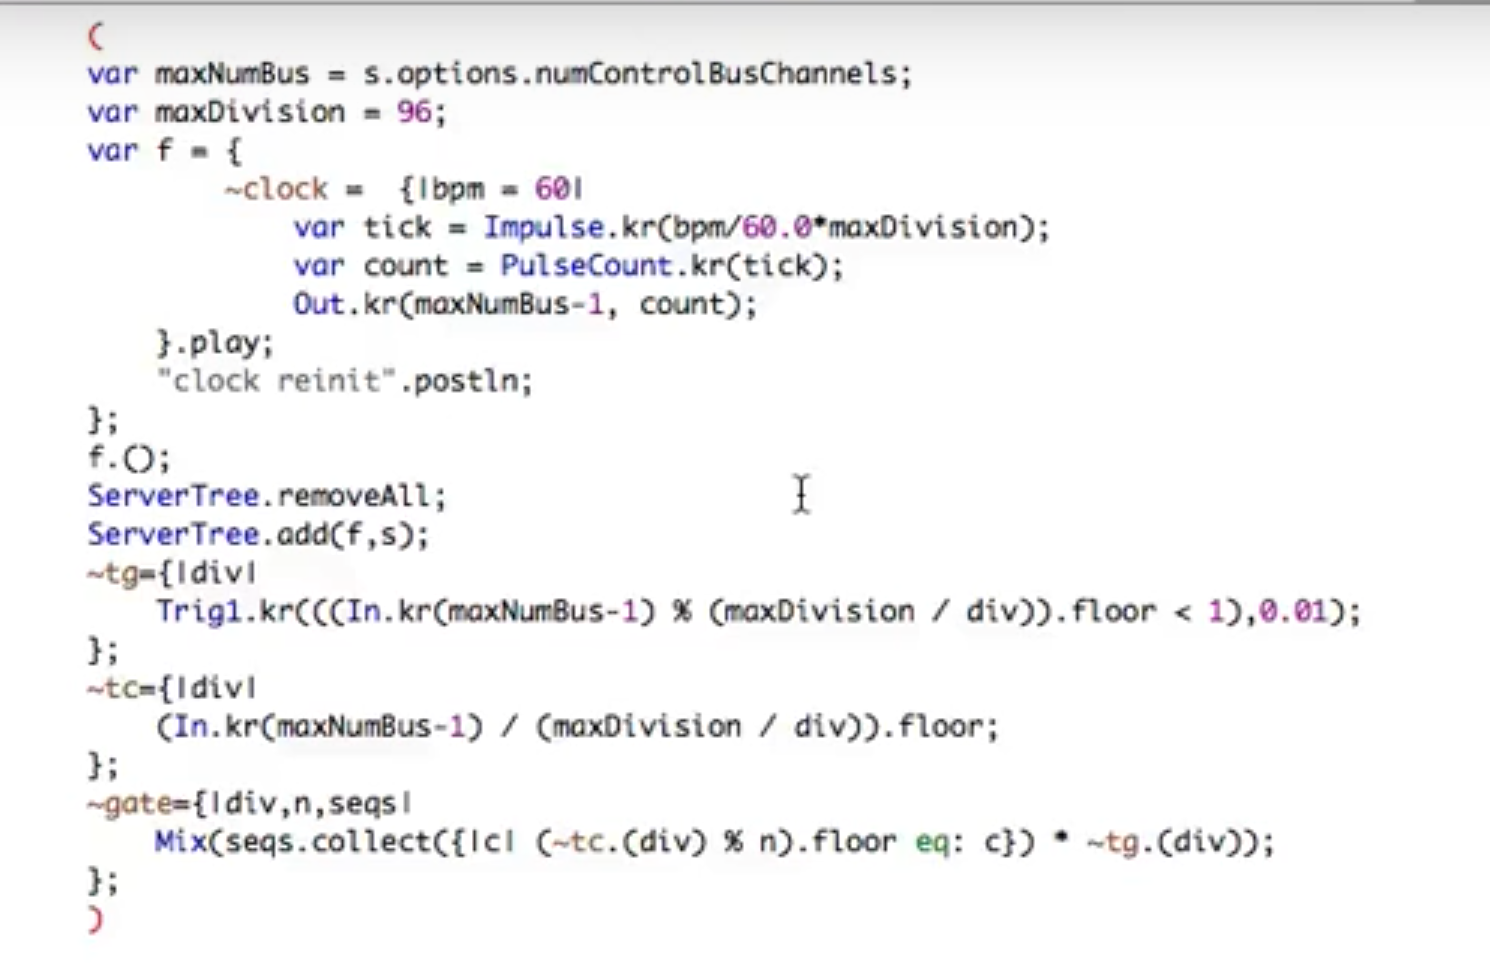 (
var maxNumBus = s.options.numControlBusChannels;
var maxDivision = 96;
var f = {
~clock = {|bpm = 60|
var tick = Impulse.kr(bpm/60.0*maxDivision);
var count = PulseCount.kr(tick);
Out.kr(maxNumBus-1, count);
}.play;
"clock reinit".postln;
};
f.();
ServerTree.removeAll;
ServerTree.add(f,s);
~tg={|div|
Trig1.kr(((In.kr(maxNumBus-1) % (maxDivision / div)).floor < 1),0.01);
};
~tc={|div|
(In.kr(maxNumBus-1) / (maxDivision / div)).floor;
};
~gate={|div,n,seqs|
Mix(seqs.collect({|c| (~tc.(div) % n).floor eq: c}) * ~tg.(div));
};
)